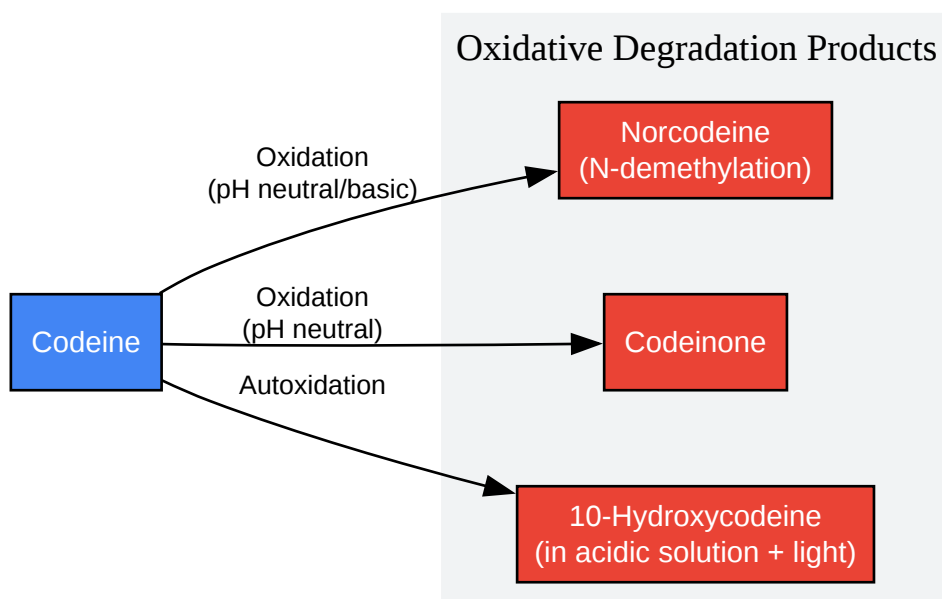 Oxidative Degradation Products
Norcodeine
(N-demethylation)
Oxidation
(pH neutral/basic)
Codeine
Oxidation
(pH neutral)
Codeinone
Autoxidation
10-Hydroxycodeine
(in acidic solution + light)